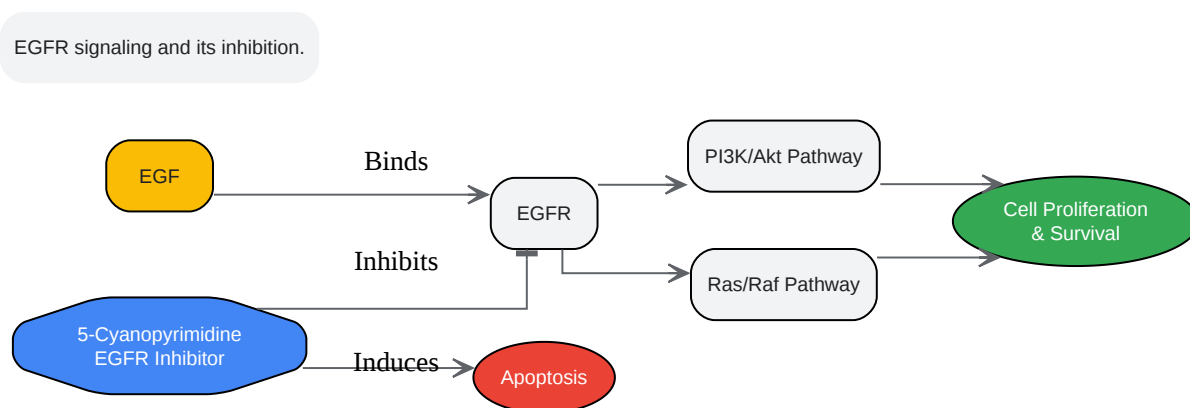 EGFR signaling and its inhibition.
EGF
Binds
EGFR
PI3K/Akt Pathway
Cell Proliferation
& Survival
Inhibits
Ras/Raf Pathway
5-Cyanopyrimidine
EGFR Inhibitor
Induces
Apoptosis